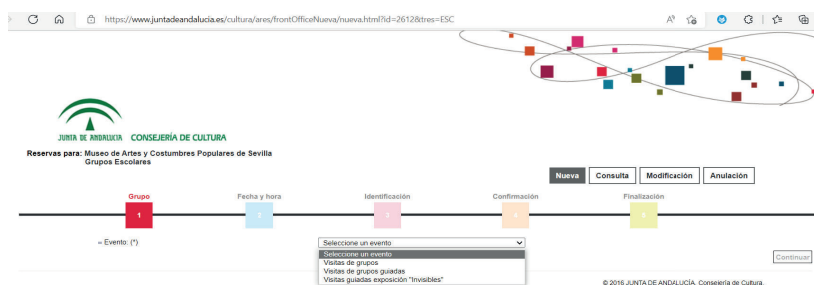 https://www.juntadeandalucia.es/cultura/ares/frontOfficeNueva/nueva.html?id=2612&tres=ESC
JUNTA DE ANDALUCIA CONSEJERÍA DE CULTURA
Reservas para: Museo de Artes y Costumbres Populares de Sevilla
Grupos Escolares
Nueva Consulta Modificación Anulación
Grupo Fecha y hora Identificación Confirmación Finalización
1 2 3 4 5
Evento: (*) Seleccione un evento
Seleccione un evento
Visitas de grupos
Visitas de grupos guiadas
Visitas guiadas exposición "Invisibles"
Continuar
© 2016 JUNTA DE ANDALUCÍA. Consejería de Cultura.